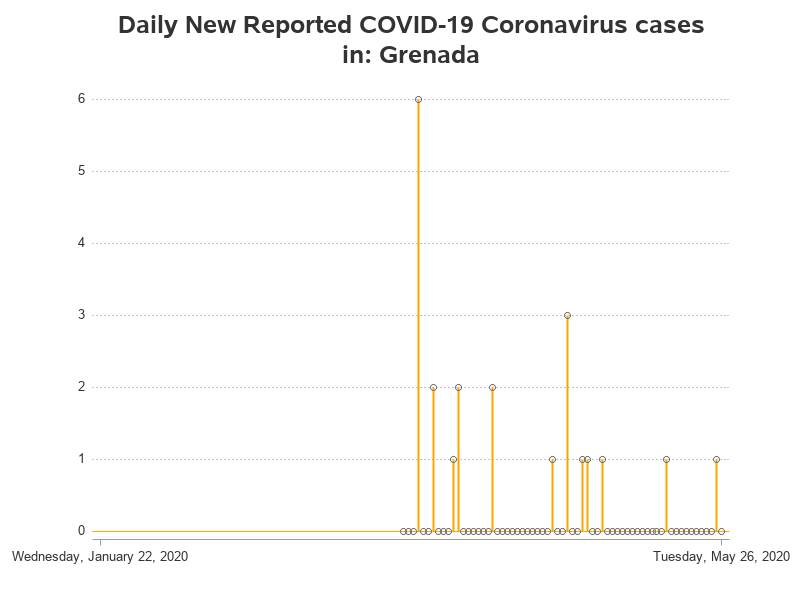 Daily New Reported COVID-19 Coronavirus cases
in: Grenada
6
5
4
3
2
1
0
Wednesday, January 22, 2020
Tuesday, May 26, 2020